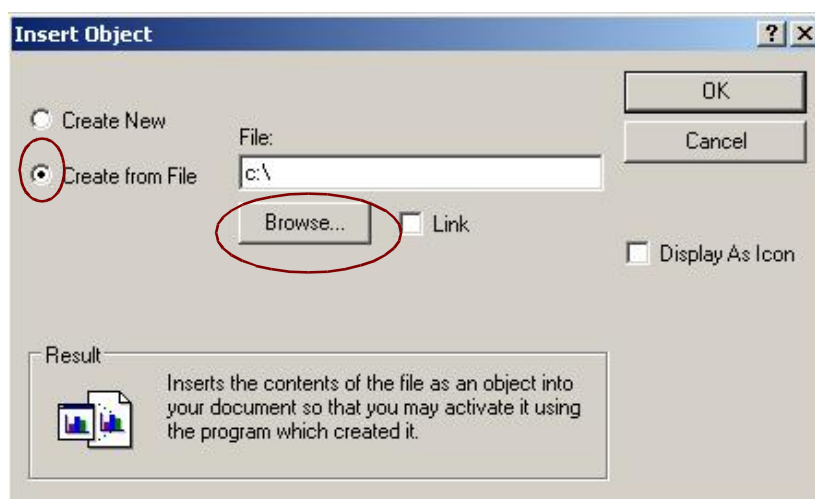 Insert Object
OK
Create New
File:
Cancel
Create from File
c:\
Browse...
Link
Display As Icon
Result
Inserts the contents of the file as an object into
your document so that you may activate it using
the program which created it.